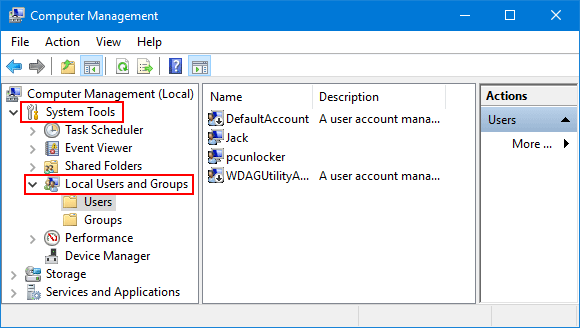 Computer Management
File Action View Help
Computer Management (Local)
System Tools
Task Scheduler
Event Viewer
Shared Folders
Local Users and Groups
Users
Groups
Performance
Device Manager
Storage
Services and Applications
Name Description
DefaultAccount A user account mana...
Jack
pcunlocker
WDAGUtilityA... A user account mana...
Actions
Users
More ...